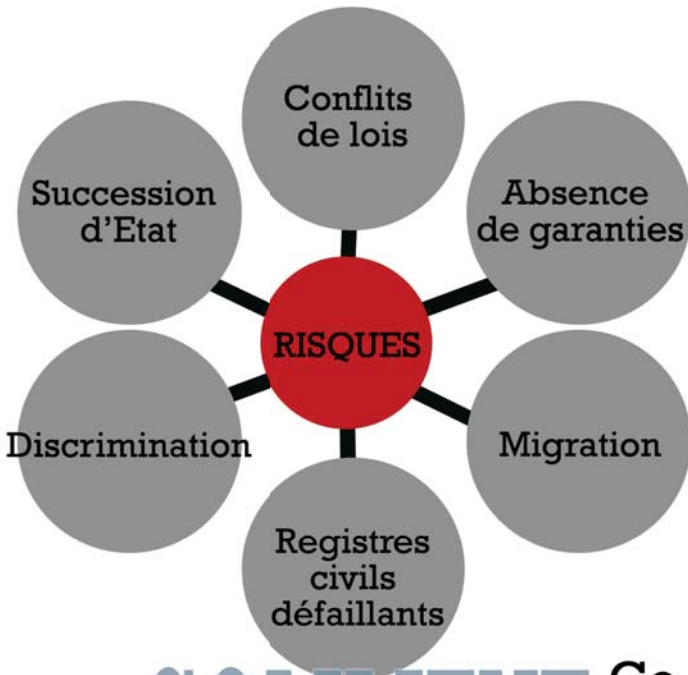 Conflits
de lois
Succession
d'Etat
Absence
de garanties
RISQUES
Discrimination
Migration
Registres
civils
défaillants